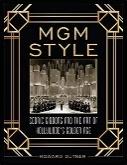 MGM
STYLE
CEDRIC GIBBONS AND THE ART OF
HOLLYWOOD'S GOLDEN AGE
HOWARD GUTNER